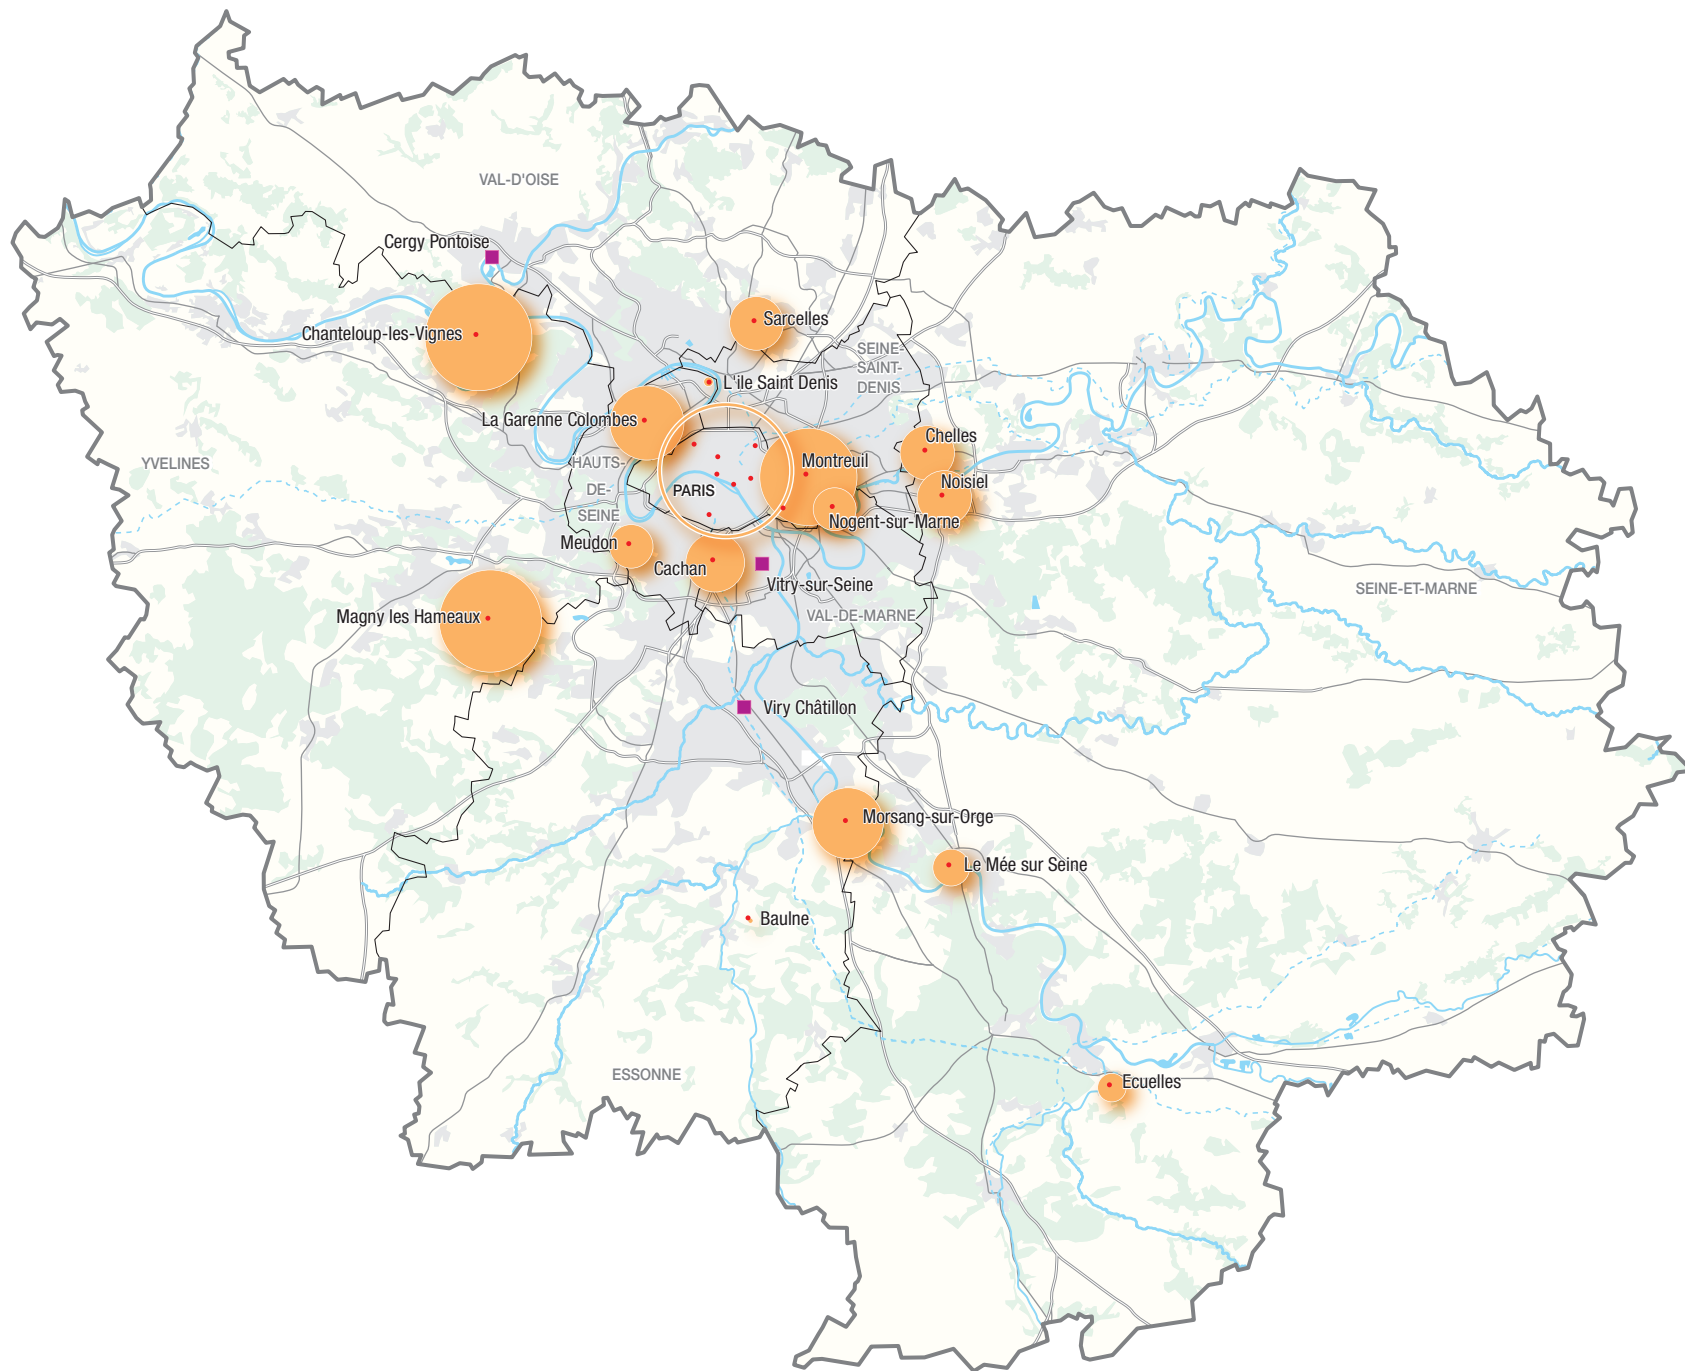 VAL-D'OISE
Cergy Pontoise
Chanteloup-les-Vignes
Sarcelles
SEINE-
SAINT-
DENIS
L'ile Saint Denis
La Garenne Colombes
Chelles
YVELINES
HAUTS-
DE-
SEINE
Montreuil
Noisiel
PARIS
Nogent-sur-Marne
Meudon
Cachan
Vitry-sur-Seine
SEINE-ET-MARNE
VAL-DE-MARNE
Magny les Hameaux
Viry Châtillon
Morsang-sur-Orge
Le Mée sur Seine
Baulne
ESSONNE
Ecuelles